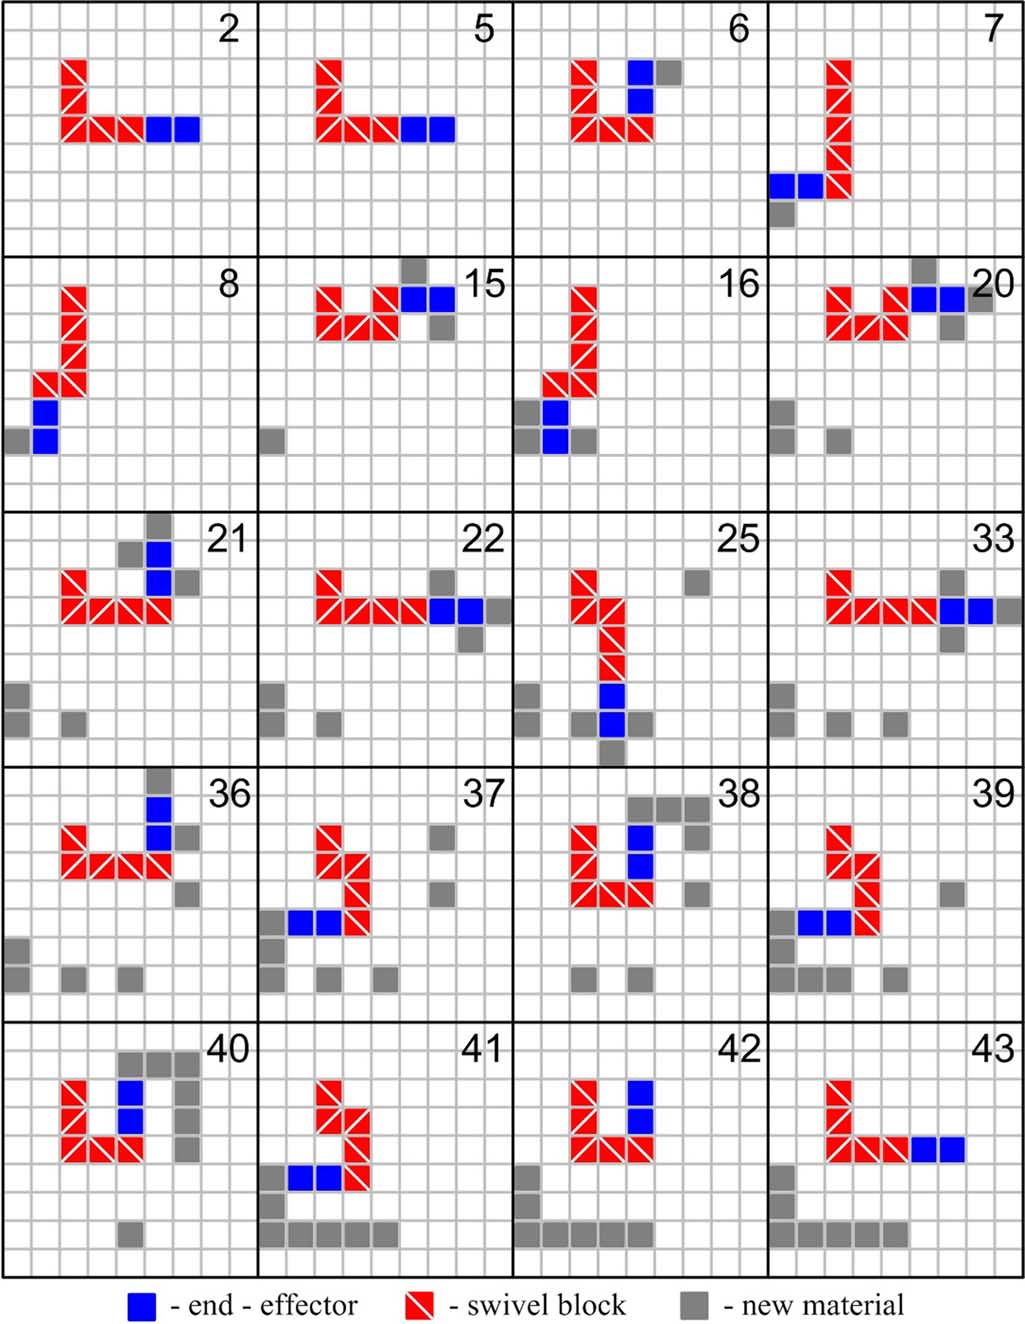 2 5 6 7
8 15 16 20
21 22 25 33
36 37 38 39
40 41 42 43
- end - effector - swivel block - new material